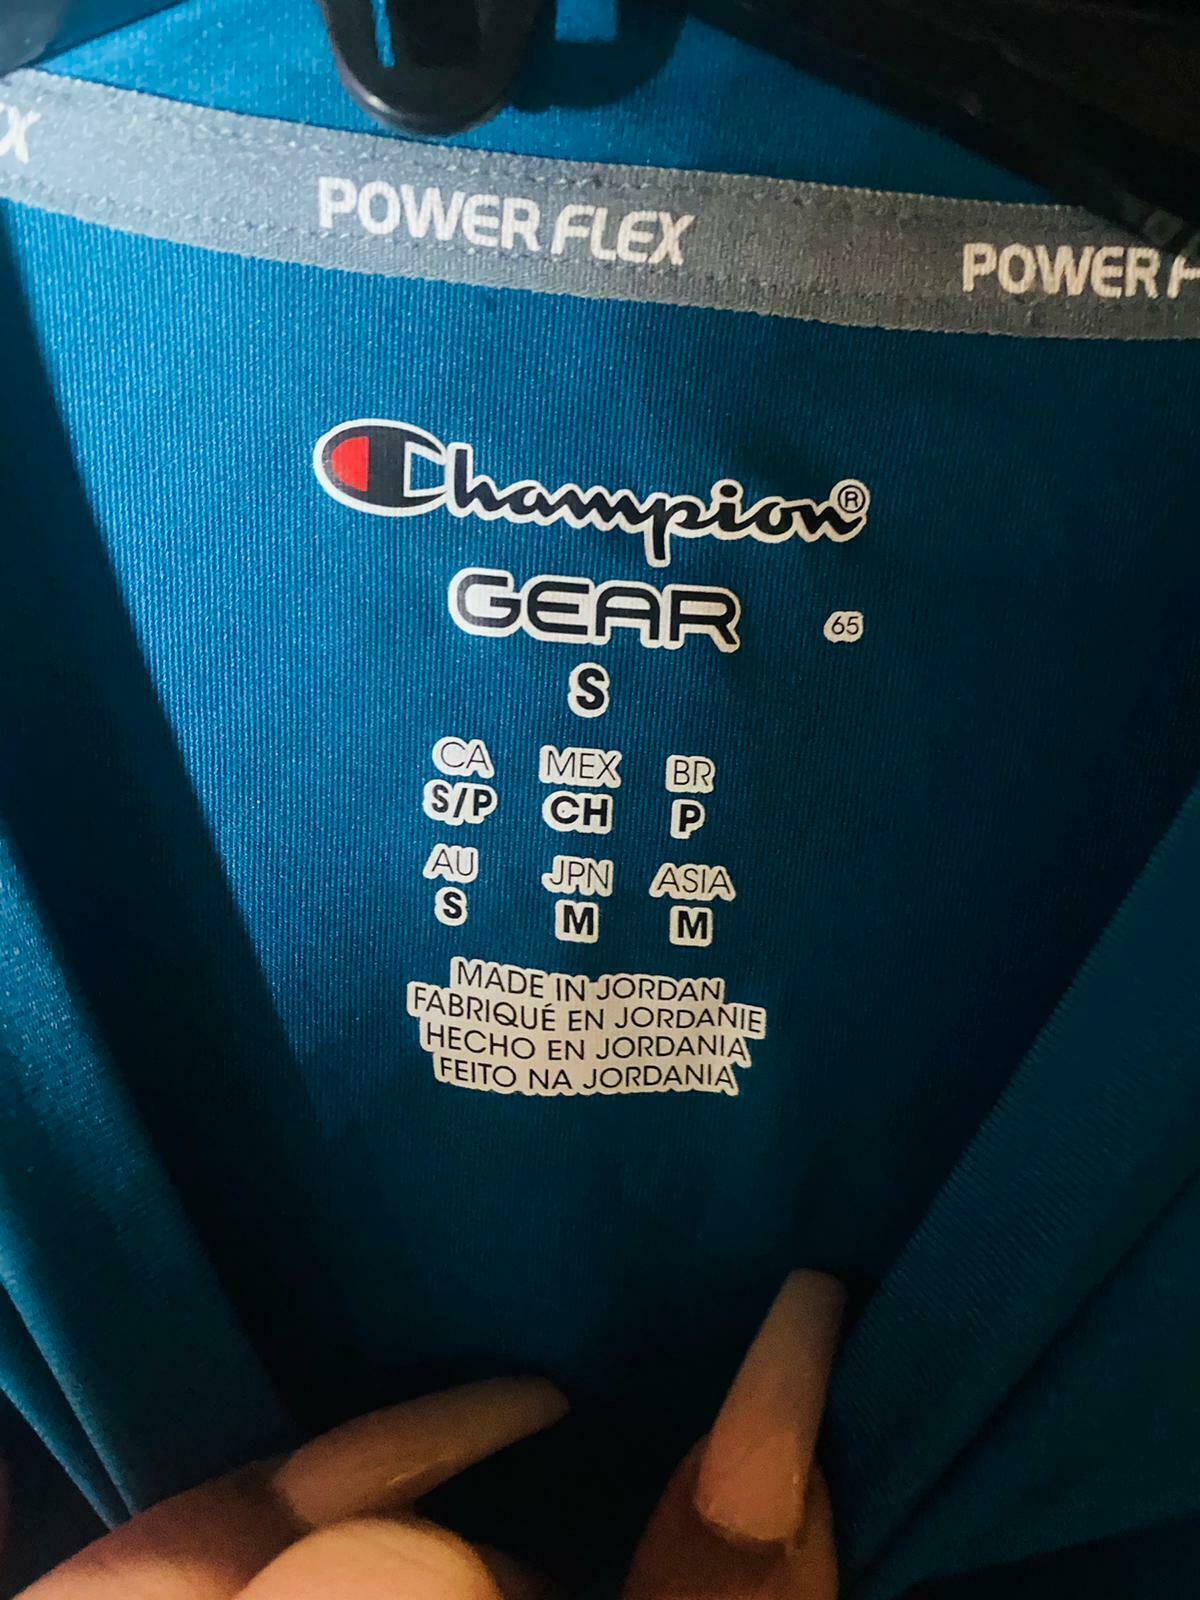 X POWER FLEX POWER F
Champion®
GEAR 65
S
CA MEX BR
S/P CH P
AU JPN ASIA
S M M
MADE IN JORDAN
FABRIQUÉ EN JORDANIE
HECHO EN JORDANIA
FEITO NA JORDANIA